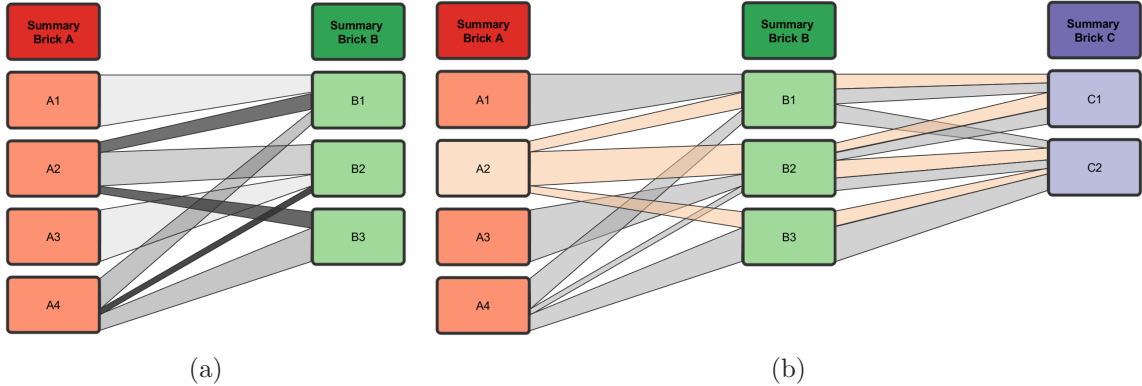 Summary
Brick A
Summary
Brick B
A1
A2
A3
A4
B1
B2
B3
(a)
Summary
Brick A
Summary
Brick B
Summary
Brick C
A1
A2
A3
A4
B1
B2
B3
C1
C2
(b)